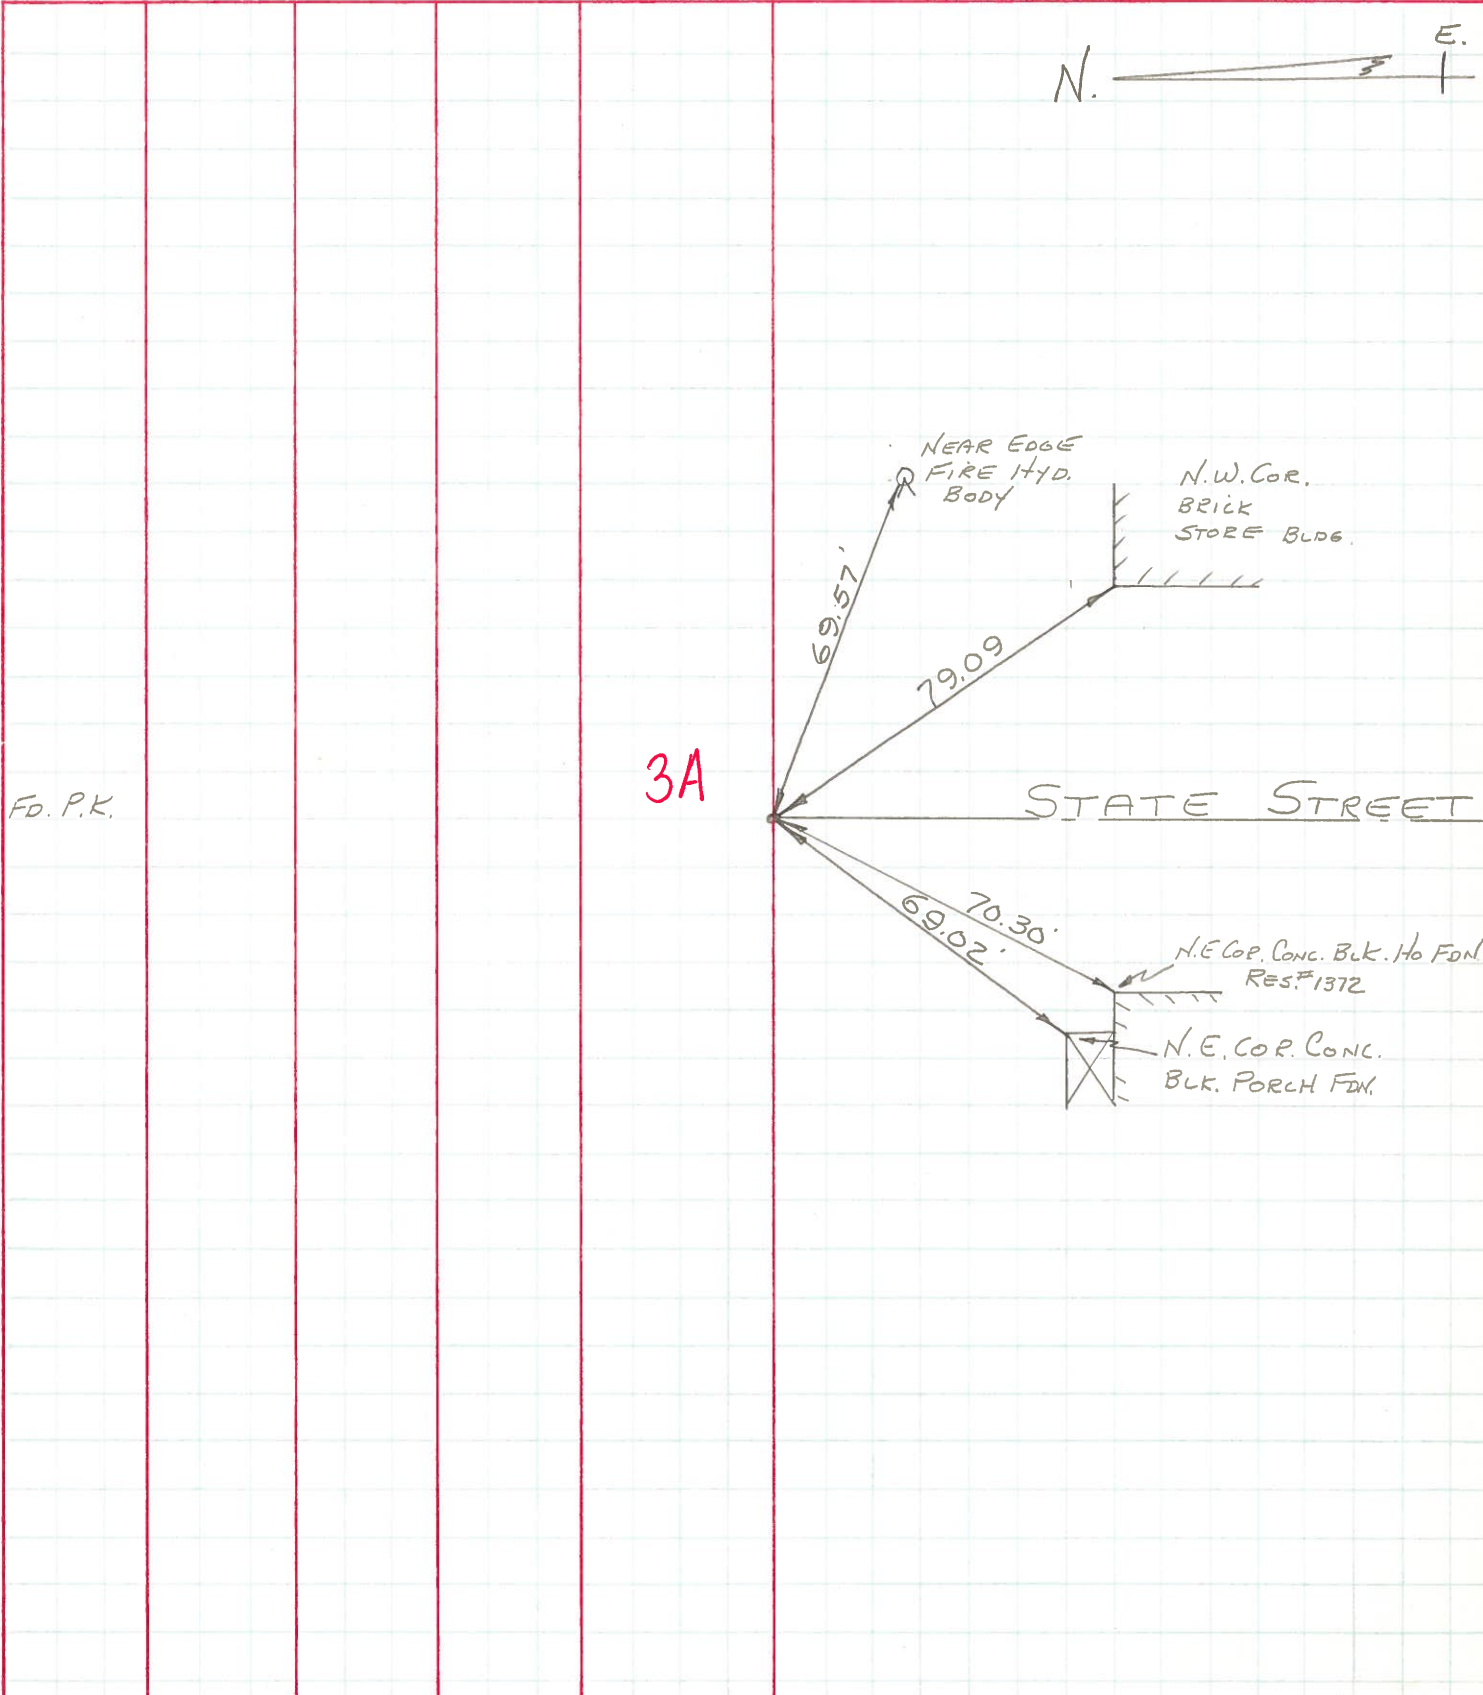 E.
N.
NEAR EDGE
FIRE HYD.
BODY
N.W. COR.
BRICK
STORE BLDG.
69.57'
79.09
3A
FD. P.K.
STATE STREET
70.30'
69.02'
N.E COR. CONC. BLK. HO FDN
RES.# 1372
N.E. COR. CONC.
BLK. PORCH FDN.